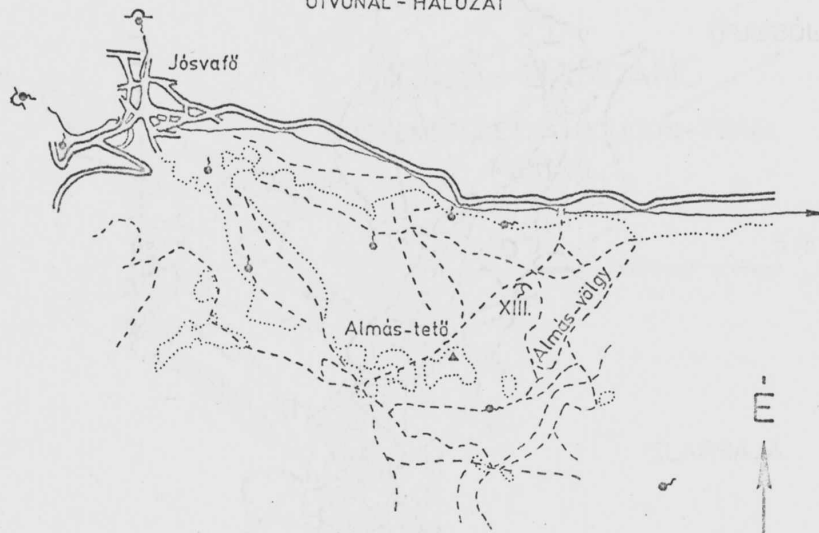 ÚTVONAL - HÁLÓZAT
Jósvafő
XIII.
Almás-tető
Almás-völgy
É